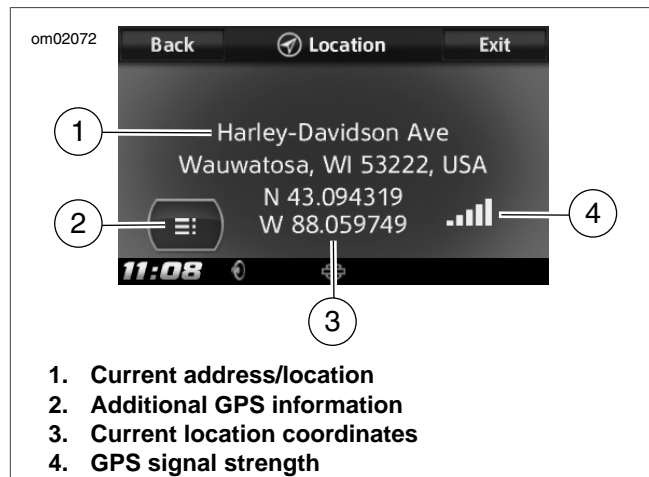 om02072
Back Location Exit
1 Harley-Davidson Ave
Wauwatosa, WI 53222, USA
N 43.094319
2 W 88.059749 4
11:08
3
1. Current address/location
2. Additional GPS information
3. Current location coordinates
4. GPS signal strength